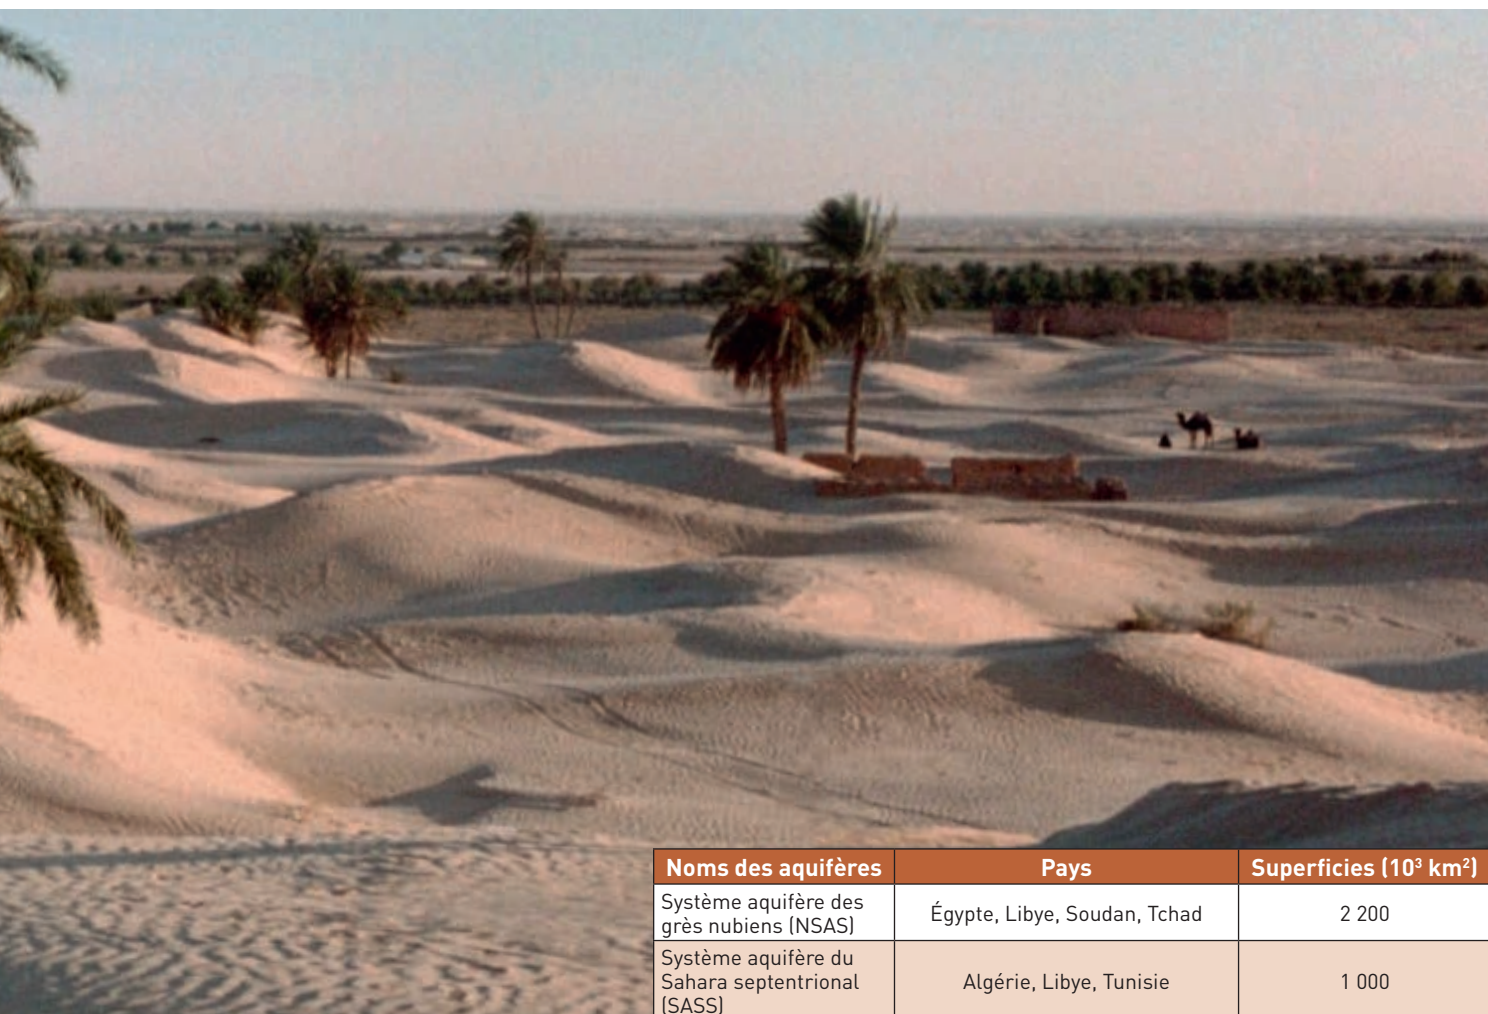 Noms des aquifères Pays Superficies (10³ km²)
Système aquifère des
grès nubiens (NSAS) Égypte, Libye, Soudan, Tchad 2 200
Système aquifère du
Sahara septentrional
(SASS) Algérie, Libye, Tunisie 1 000